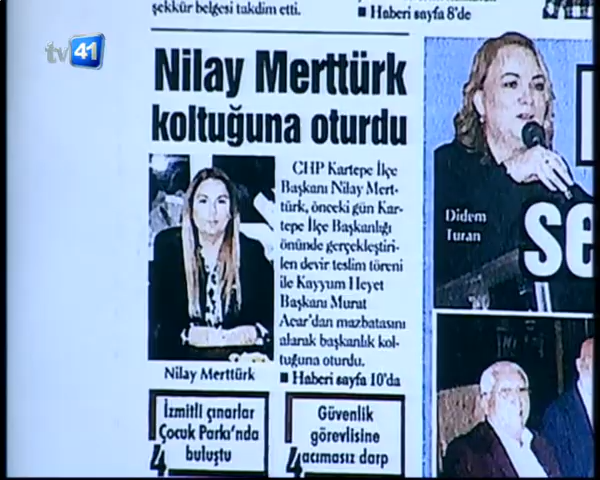 şekkür belgesi takdim etti.
■ Haberi sayfa 8'de
tv41
Nilay Merttürk
koltuğuna oturdu
CHP Kartepe İlçe
Başkanı Nilay Mert-
türk, önceki gün Kar-
tepe İlçe Başkanlığı
önünde gerçekleştiri-
len devir teslim töreni
ile Kayyum Heyet
Başkanı Murat
Acar'dan mazbatasını
alarak başkanlık kol-
tuğuna oturdu.
■ Haberi sayfa 10'da
Nilay Merttürk
Didem
Turan
se
İzmitli çınarlar
Çocuk Parkı'nda
buluştu
4
Güvenlik
görevlisine
acımasız darp
4